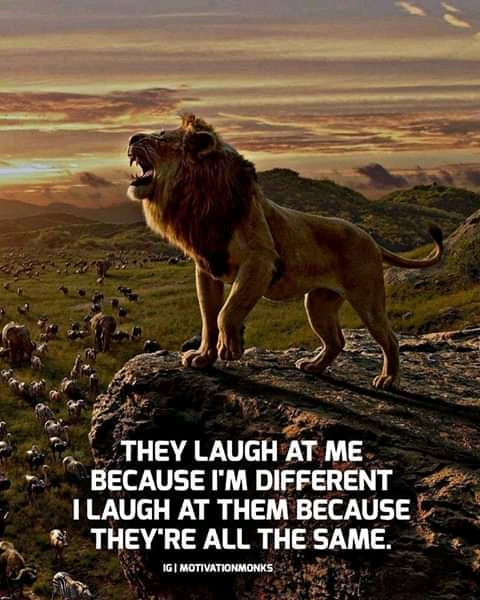 THEY LAUGH AT ME
BECAUSE I'M DIFFERENT
I LAUGH AT THEM BECAUSE
THEY'RE ALL THE SAME.
IG| MOTIVATIONMONKS